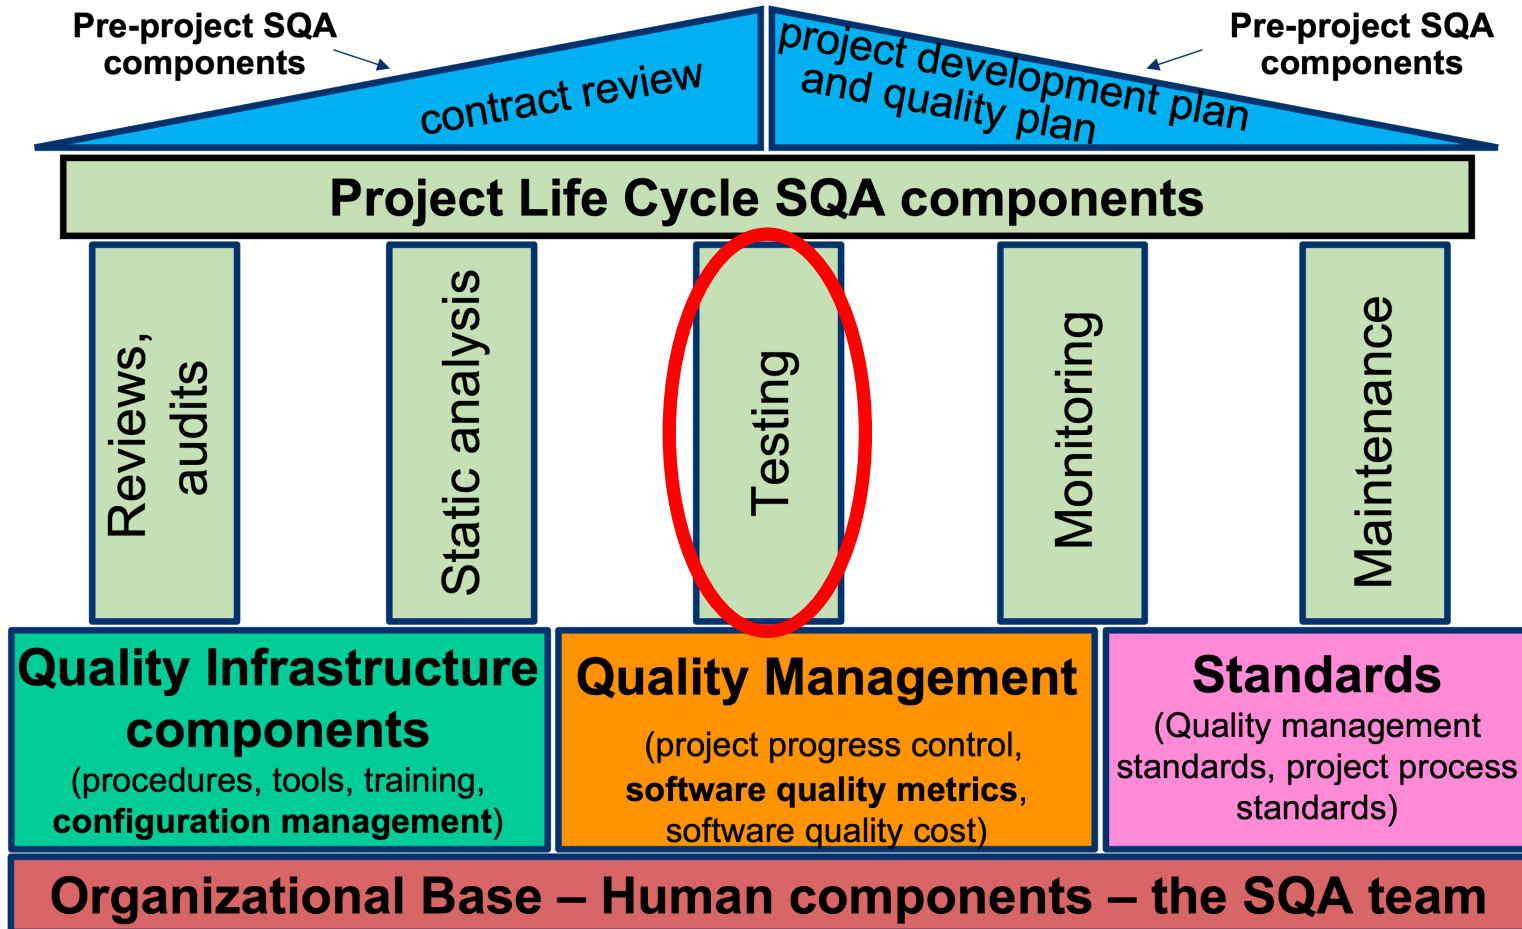 Pre-project SQA
components
Pre-project SQA
components
contract review
project development plan
and quality plan
Project Life Cycle SQA components
Reviews,
audits
Static analysis
Testing
Monitoring
Maintenance
Quality Infrastructure
components
(procedures, tools, training,
configuration management)
Quality Management
(project progress control,
software quality metrics,
software quality cost)
Standards
(Quality management
standards, project process
standards)
Organizational Base – Human components – the SQA team